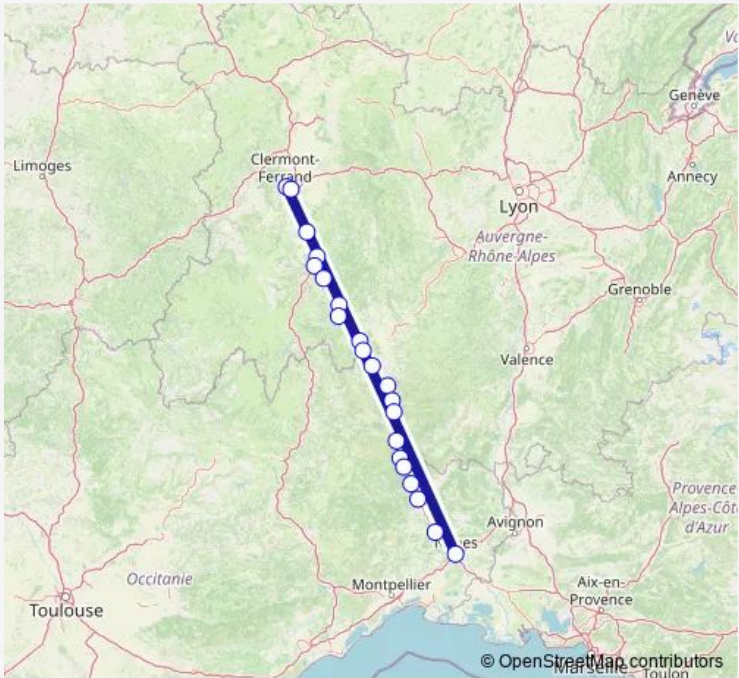 Genève
Clermont-
Ferrand
Limoges
Annecy
Lyon
Auvergne-
Rhône-Alpes
Grenoble
Valence
Provence
Alpes-Côt
d'Azur
Avignon
Occitanie
Montpellier
Aix-en-
Provence
Toulouse
© OpenStreetMap contributors
Marseille
Toulon